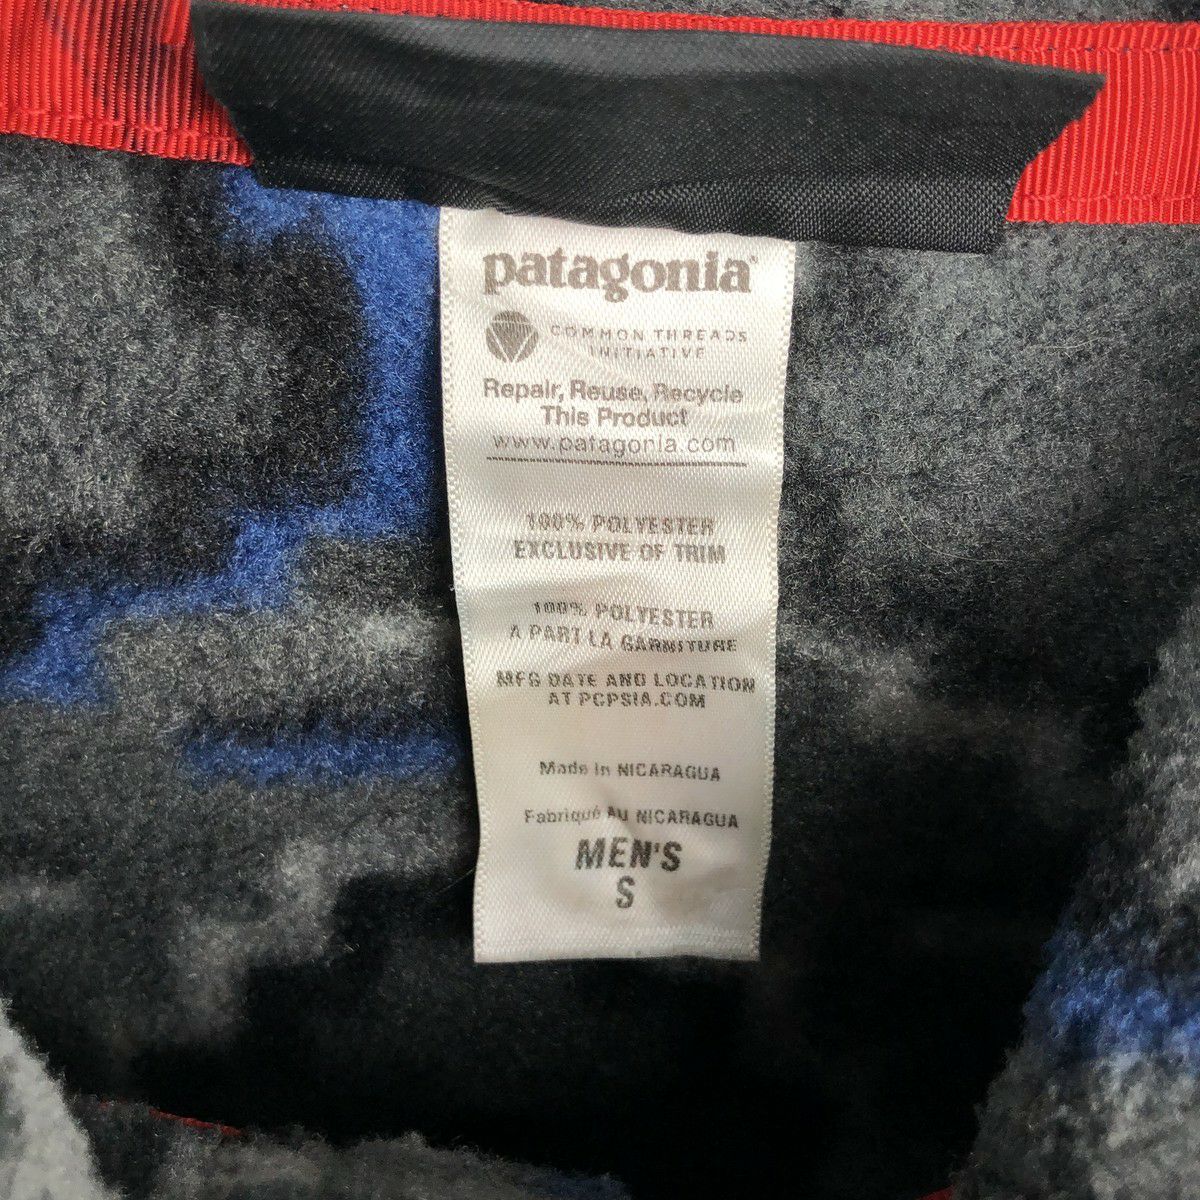 patagonia®
COMMON THREADS
INITIATIVE
Repair, Reuse, Recycle
This Product
www.patagonia.com
100% POLYESTER
EXCLUSIVE OF TRIM
100% POLYESTER
A PART LA GARNITURE
MFG DATE AND LOCATION
AT PCPSIA.COM
Made in NICARAGUA
Fabriqué AU NICARAGUA
MEN'S
S